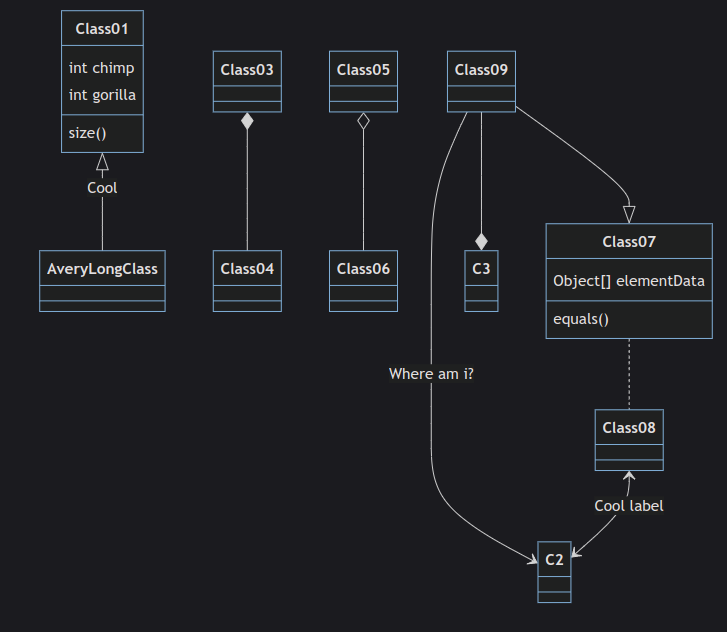 Class01
int chimp
int gorilla
size()
Cool
AveryLongClass
Class03
Class04
Class05
Class06
Class09
C3
Where am i?
Class07
Object[] elementData
equals()
Class08
Cool label
C2